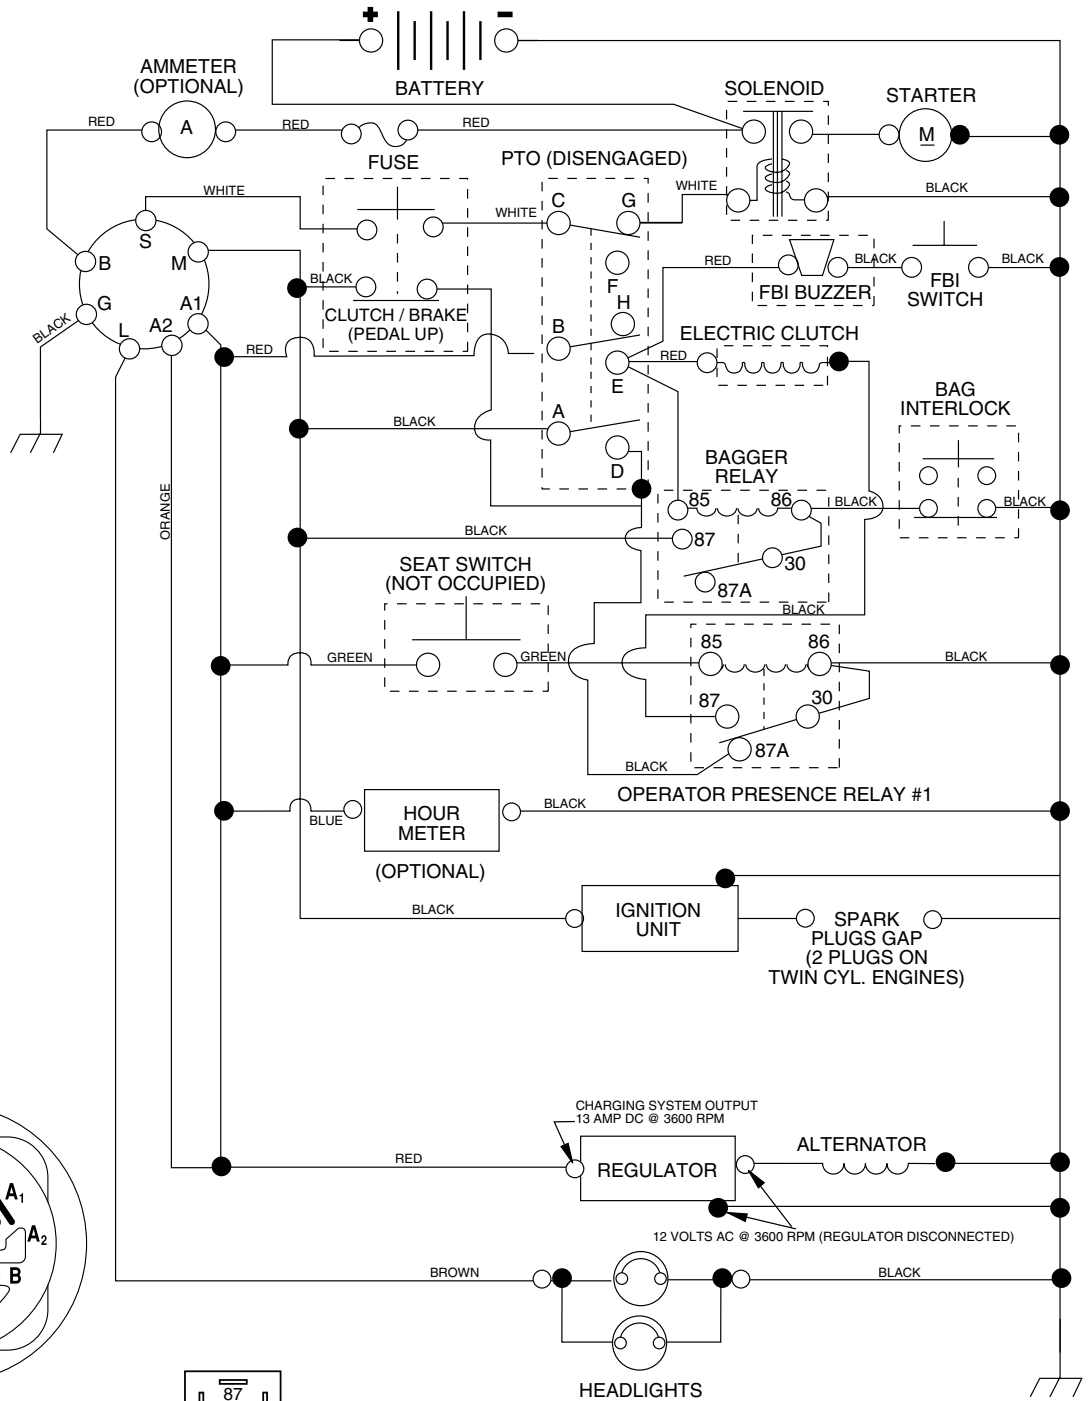 + -
BATTERY
AMMETER
(OPTIONAL)
SOLENOID
STARTER
RED
A
RED
RED
M
FUSE
PTO (DISENGAGED)
WHITE
WHITE
C
G
WHITE
BLACK
S
M
B
G
L
A2
A1
BLACK
BLACK
CLUTCH / BRAKE
(PEDAL UP)
F
H
RED
BLACK
BLACK
FBI BUZZER
FBI
SWITCH
B
RED
E
RED
ELECTRIC CLUTCH
BAG
INTERLOCK
A
BLACK
D
BAGGER
RELAY
85
86
BLACK
BLACK
ORANGE
BLACK
87
30
87A
SEAT SWITCH
(NOT OCCUPIED)
BLACK
GREEN
GREEN
85
86
BLACK
87
30
87A
BLACK
OPERATOR PRESENCE RELAY #1
BLUE
HOUR
METER
BLACK
(OPTIONAL)
BLACK
IGNITION
UNIT
SPARK
PLUGS GAP
(2 PLUGS ON
TWIN CYL. ENGINES)
CHARGING SYSTEM OUTPUT
13 AMP DC @ 3600 RPM
RED
REGULATOR
ALTERNATOR
12 VOLTS AC @ 3600 RPM (REGULATOR DISCONNECTED)
A1
A2
B
BROWN
BLACK
HEADLIGHTS
87